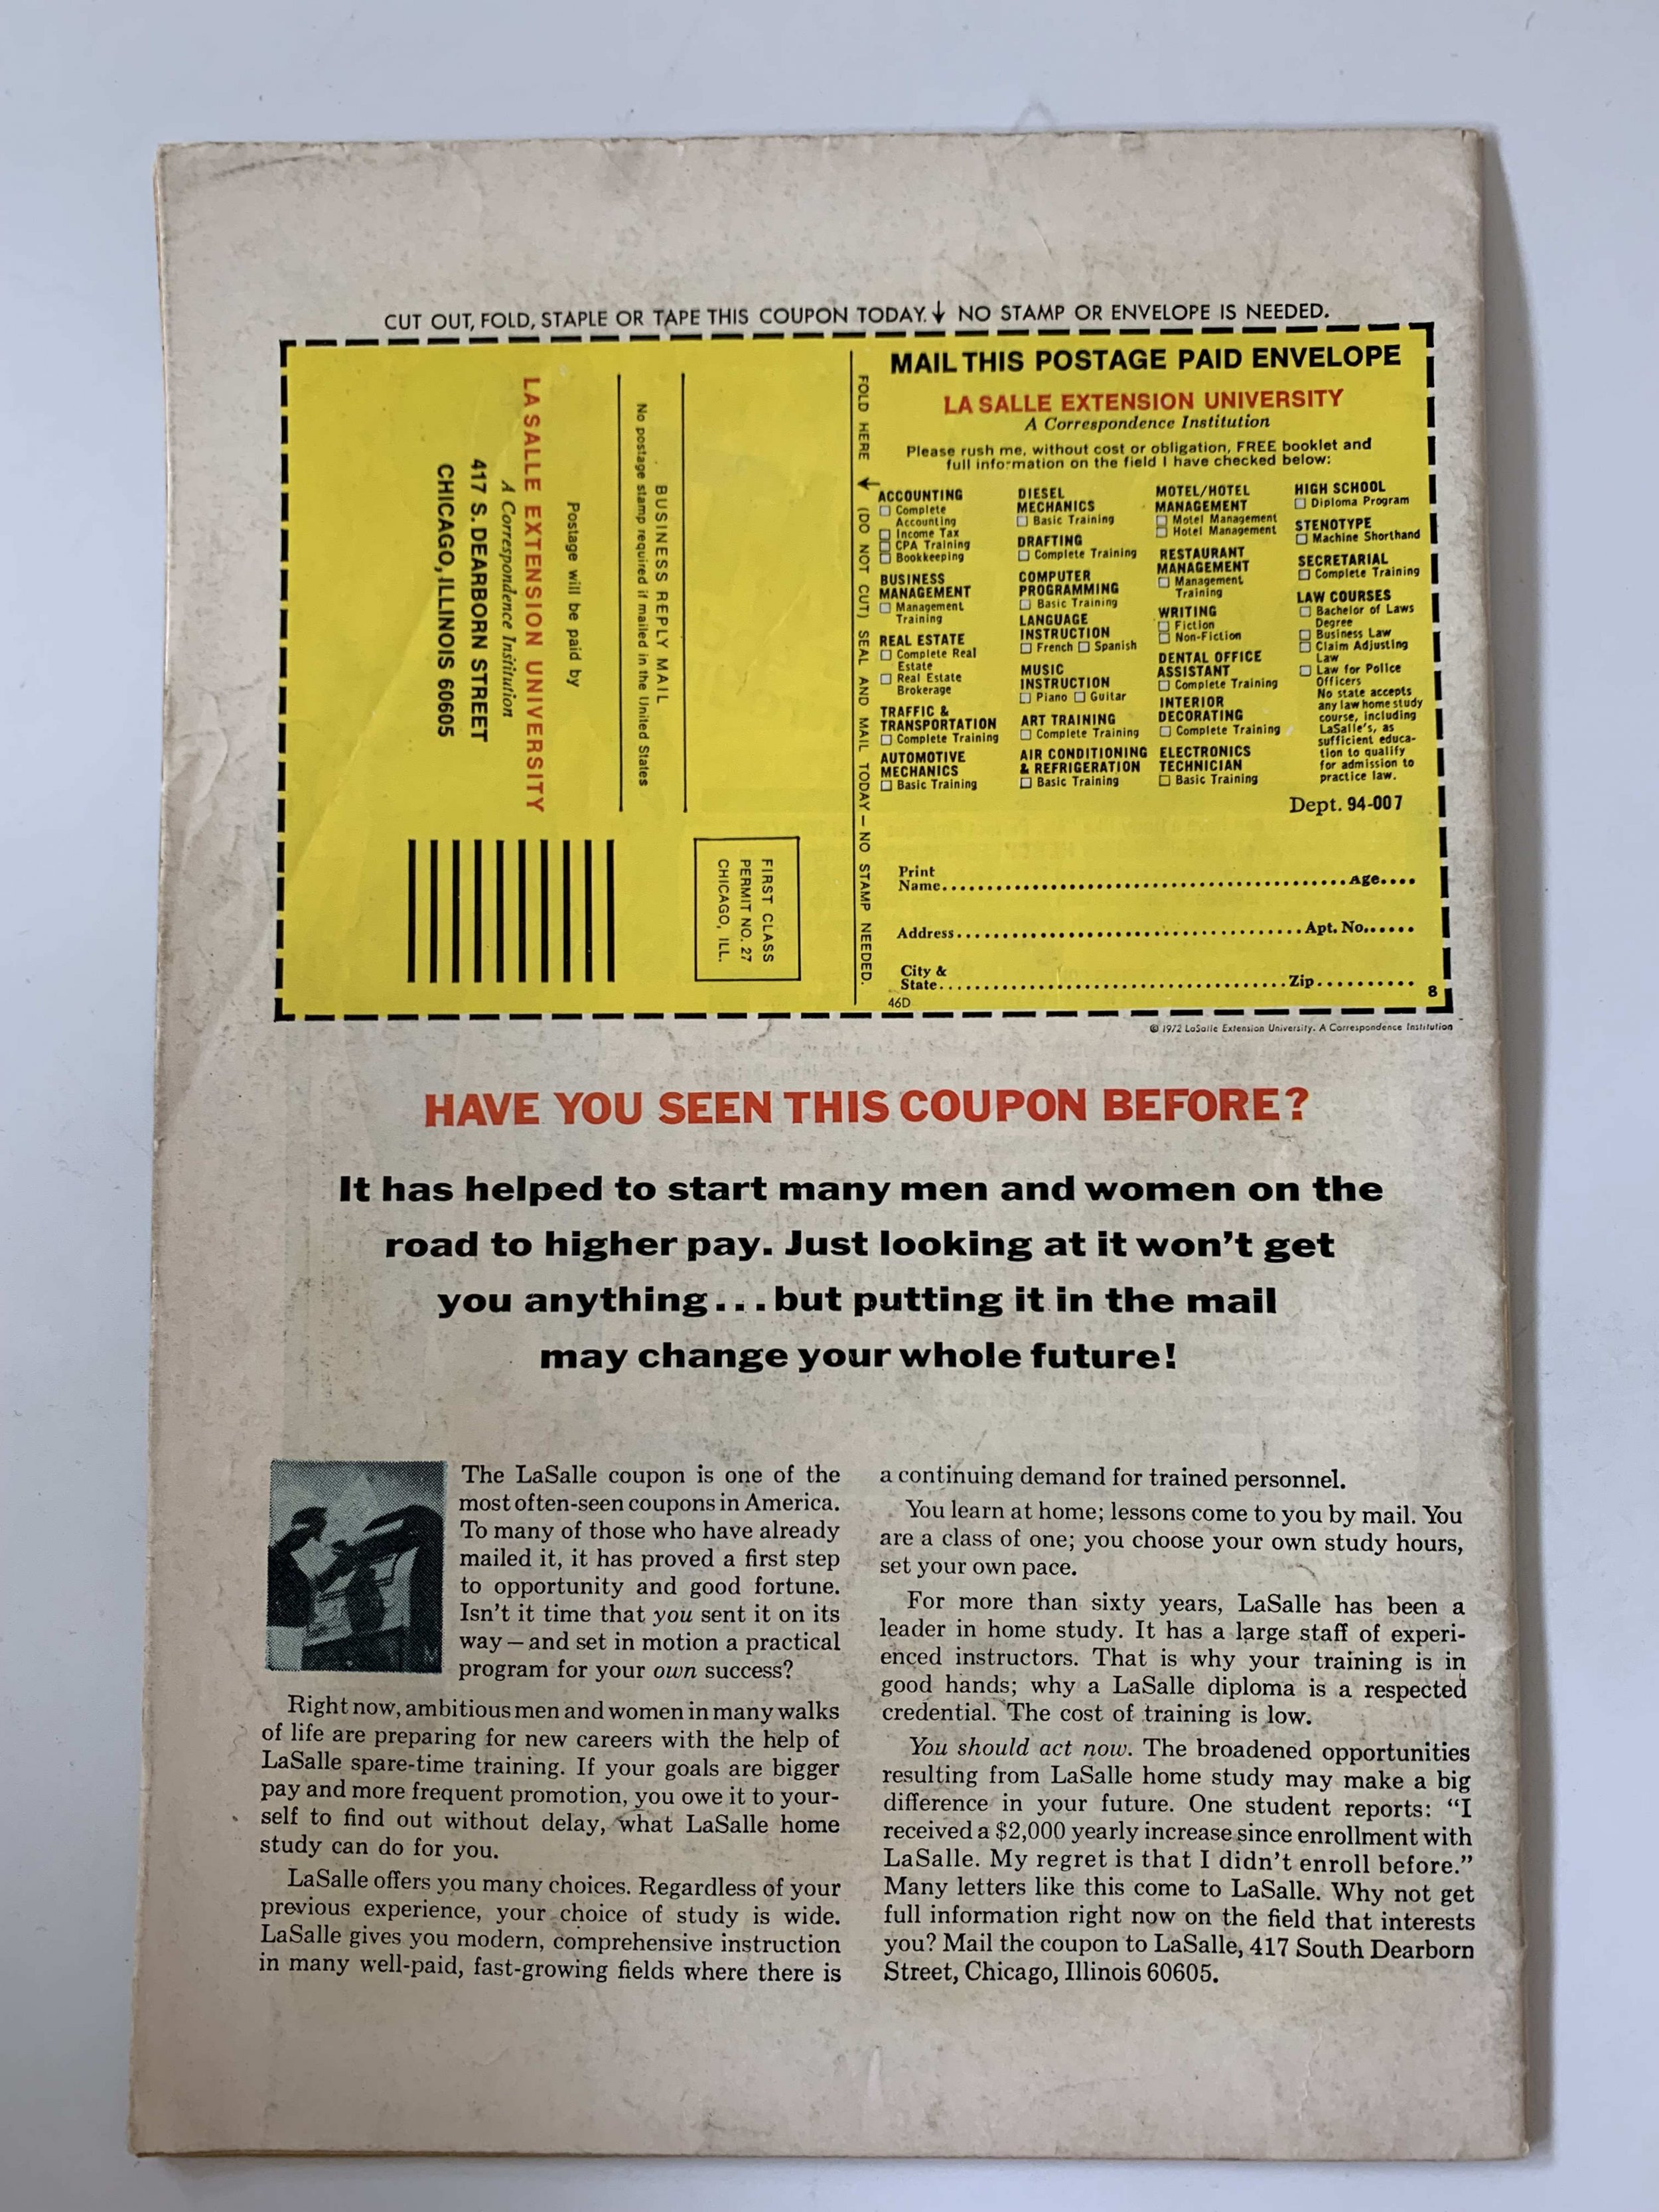 CUT OUT, FOLD, STAPLE OR TAPE THIS COUPON TODAY. ↓ NO STAMP OR ENVELOPE IS NEEDED.
BUSINESS REPLY MAIL
No postage stamp required if mailed in the United States
Postage will be paid by
LA SALLE EXTENSION UNIVERSITY
A Correspondence Institution
417 S. DEARBORN STREET
CHICAGO, ILLINOIS 60605
FIRST CLASS
PERMIT NO. 27
CHICAGO, ILL.
FOLD HERE ↓ (DO NOT CUT) SEAL AND MAIL TODAY — NO STAMP NEEDED.
MAIL THIS POSTAGE PAID ENVELOPE
LA SALLE EXTENSION UNIVERSITY
A Correspondence Institution
Please rush me, without cost or obligation, FREE booklet and
full information on the field I have checked below:
ACCOUNTING
□ Complete
Accounting
□ Income Tax
□ CPA Training
□ Bookkeeping
BUSINESS
MANAGEMENT
□ Management
Training
REAL ESTATE
□ Complete Real
Estate
□ Real Estate
Brokerage
TRAFFIC &
TRANSPORTATION
□ Complete Training
AUTOMOTIVE
MECHANICS
□ Basic Training
DIESEL
MECHANICS
□ Basic Training
DRAFTING
□ Complete Training
COMPUTER
PROGRAMMING
□ Basic Training
LANGUAGE
INSTRUCTION
□ French □ Spanish
MUSIC
INSTRUCTION
□ Piano □ Guitar
ART TRAINING
□ Complete Training
AIR CONDITIONING
& REFRIGERATION
□ Basic Training
MOTEL/HOTEL
MANAGEMENT
□ Motel Management
□ Hotel Management
RESTAURANT
MANAGEMENT
□ Management
Training
WRITING
□ Fiction
□ Non-Fiction
DENTAL OFFICE
ASSISTANT
□ Complete Training
INTERIOR
DECORATING
□ Complete Training
ELECTRONICS
TECHNICIAN
□ Basic Training
HIGH SCHOOL
□ Diploma Program
STENOTYPE
□ Machine Shorthand
SECRETARIAL
□ Complete Training
LAW COURSES
□ Bachelor of Laws
Degree
□ Business Law
□ Claim Adjusting
Law
□ Law for Police
Officers
No state accepts
any law home study
course, including
LaSalle's, as
sufficient educa-
tion to qualify
for admission to
practice law.
Dept. 94-007
Print
Name..........Age....
Address..........Apt. No......
City &
State..........Zip..........
46D
8
© 1972 LaSalle Extension University. A Correspondence Institution
HAVE YOU SEEN THIS COUPON BEFORE?
It has helped to start many men and women on the
road to higher pay. Just looking at it won't get
you anything...but putting it in the mail
may change your whole future!
The LaSalle coupon is one of the
most often-seen coupons in America.
To many of those who have already
mailed it, it has proved a first step
to opportunity and good fortune.
Isn't it time that you sent it on its
way—and set in motion a practical
program for your own success?
Right now, ambitious men and women in many walks
of life are preparing for new careers with the help of
LaSalle spare-time training. If your goals are bigger
pay and more frequent promotion, you owe it to your-
self to find out without delay, what LaSalle home
study can do for you.
LaSalle offers you many choices. Regardless of your
previous experience, your choice of study is wide.
LaSalle gives you modern, comprehensive instruction
in many well-paid, fast-growing fields where there is
a continuing demand for trained personnel.
You learn at home; lessons come to you by mail. You
are a class of one; you choose your own study hours,
set your own pace.
For more than sixty years, LaSalle has been a
leader in home study. It has a large staff of experi-
enced instructors. That is why your training is in
good hands; why a LaSalle diploma is a respected
credential. The cost of training is low.
You should act now. The broadened opportunities
resulting from LaSalle home study may make a big
difference in your future. One student reports: “I
received a $2,000 yearly increase since enrollment with
LaSalle. My regret is that I didn't enroll before.”
Many letters like this come to LaSalle. Why not get
full information right now on the field that interests
you? Mail the coupon to LaSalle, 417 South Dearborn
Street, Chicago, Illinois 60605.